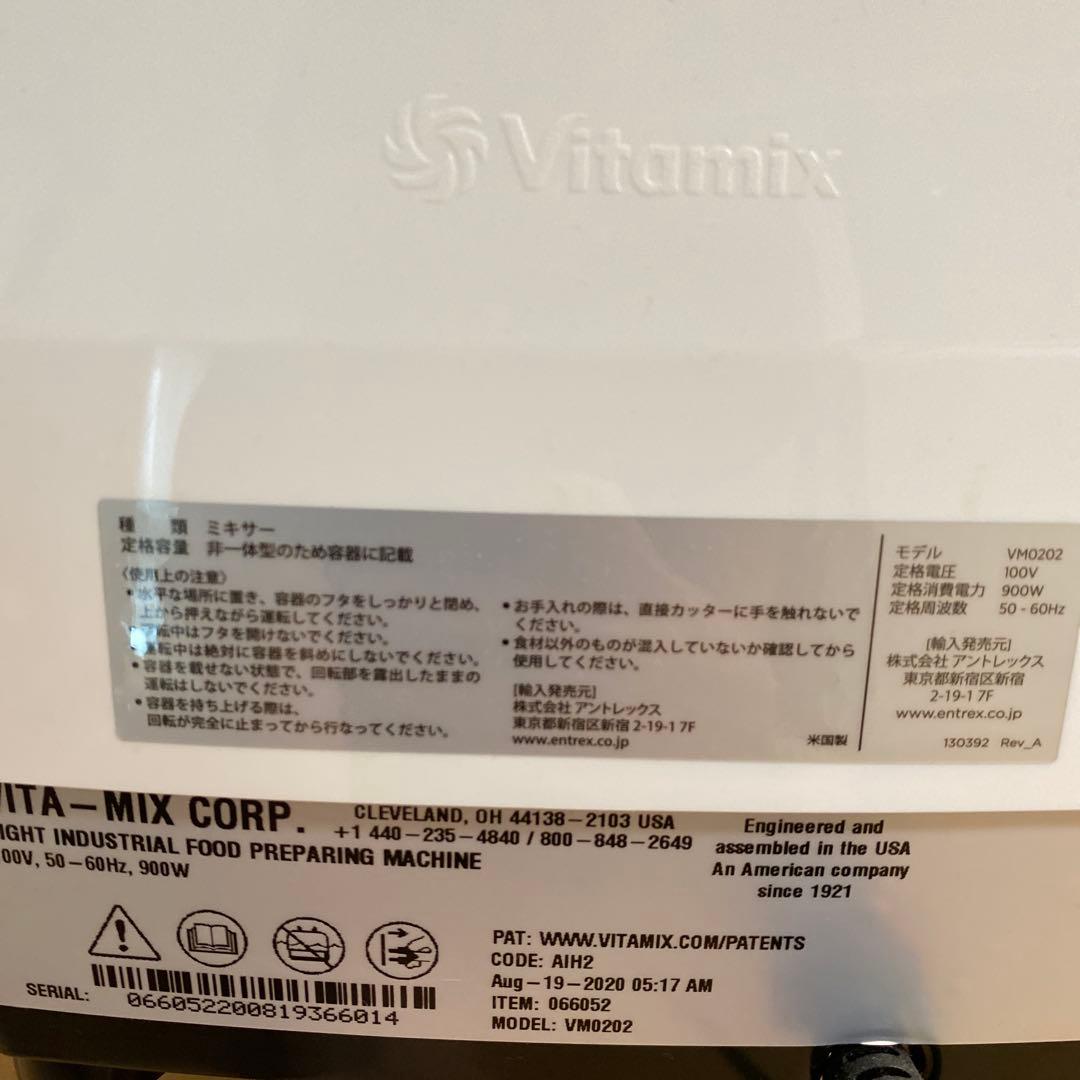 Vitamix
種 類 ミキサー
定格容量 非一体型のため容器に記載
〈使用上の注意〉
•水平な場所に置き、容器のフタをしっかりと閉め、
上から押えながら運転してください。
運転中はフタを開けないでください。
運転中は絶対に容器を斜めにしないでください。
•容器を載せない状態で、回転部を露出したままの
運転はしないでください。
•容器を持ち上げる際は、
回転が完全に止まってから行なってください。
•お手入れの際は、直接カッターに手を触れないで
ください。
•食材以外のものが混入していないか確認してから
使用してください。
[輸入発売元]
株式会社 アントレックス
東京都新宿区新宿 2-19-1 7F
www.entrex.co.jp
米国製
モデル VM0202
定格電圧 100V
定格消費電力 900W
定格周波数 50 - 60Hz
[輸入発売元]
株式会社 アントレックス
東京都新宿区新宿
2-19-1 7F
www.entrex.co.jp
130392 Rev_A
VITA-MIX CORP.
IGHT INDUSTRIAL FOOD PREPARING MACHINE
00V, 50-60Hz, 900W
CLEVELAND, OH 44138-2103 USA
+1 440-235-4840 / 800-848-2649
Engineered and
assembled in the USA
An American company
since 1921
SERIAL: 066052200819366014
PAT: WWW.VITAMIX.COM/PATENTS
CODE: AIH2
Aug-19-2020 05:17 AM
ITEM: 066052
MODEL: VM0202